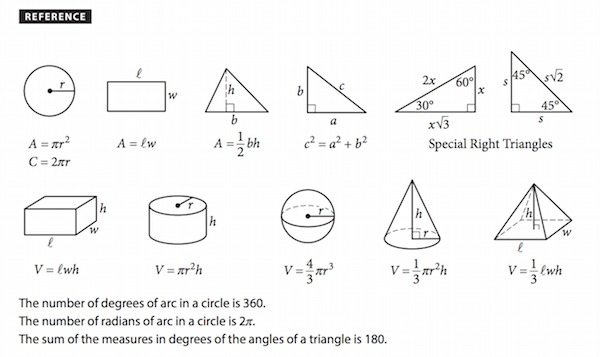 REFERENCE
r
ℓ
w
h
b
b
c
a
2x
60°
x
30°
x√3
45°
s√2
s
45°
s
A = πr²
C = 2πr
A = ℓw
A = 1/2 bh
c² = a² + b²
Special Right Triangles
h
w
ℓ
r
h
r
h
r
h
w
ℓ
V = ℓwh
V = πr²h
V = 4/3 πr³
V = 1/3 πr²h
V = 1/3 ℓwh
The number of degrees of arc in a circle is 360.
The number of radians of arc in a circle is 2π.
The sum of the measures in degrees of the angles of a triangle is 180.